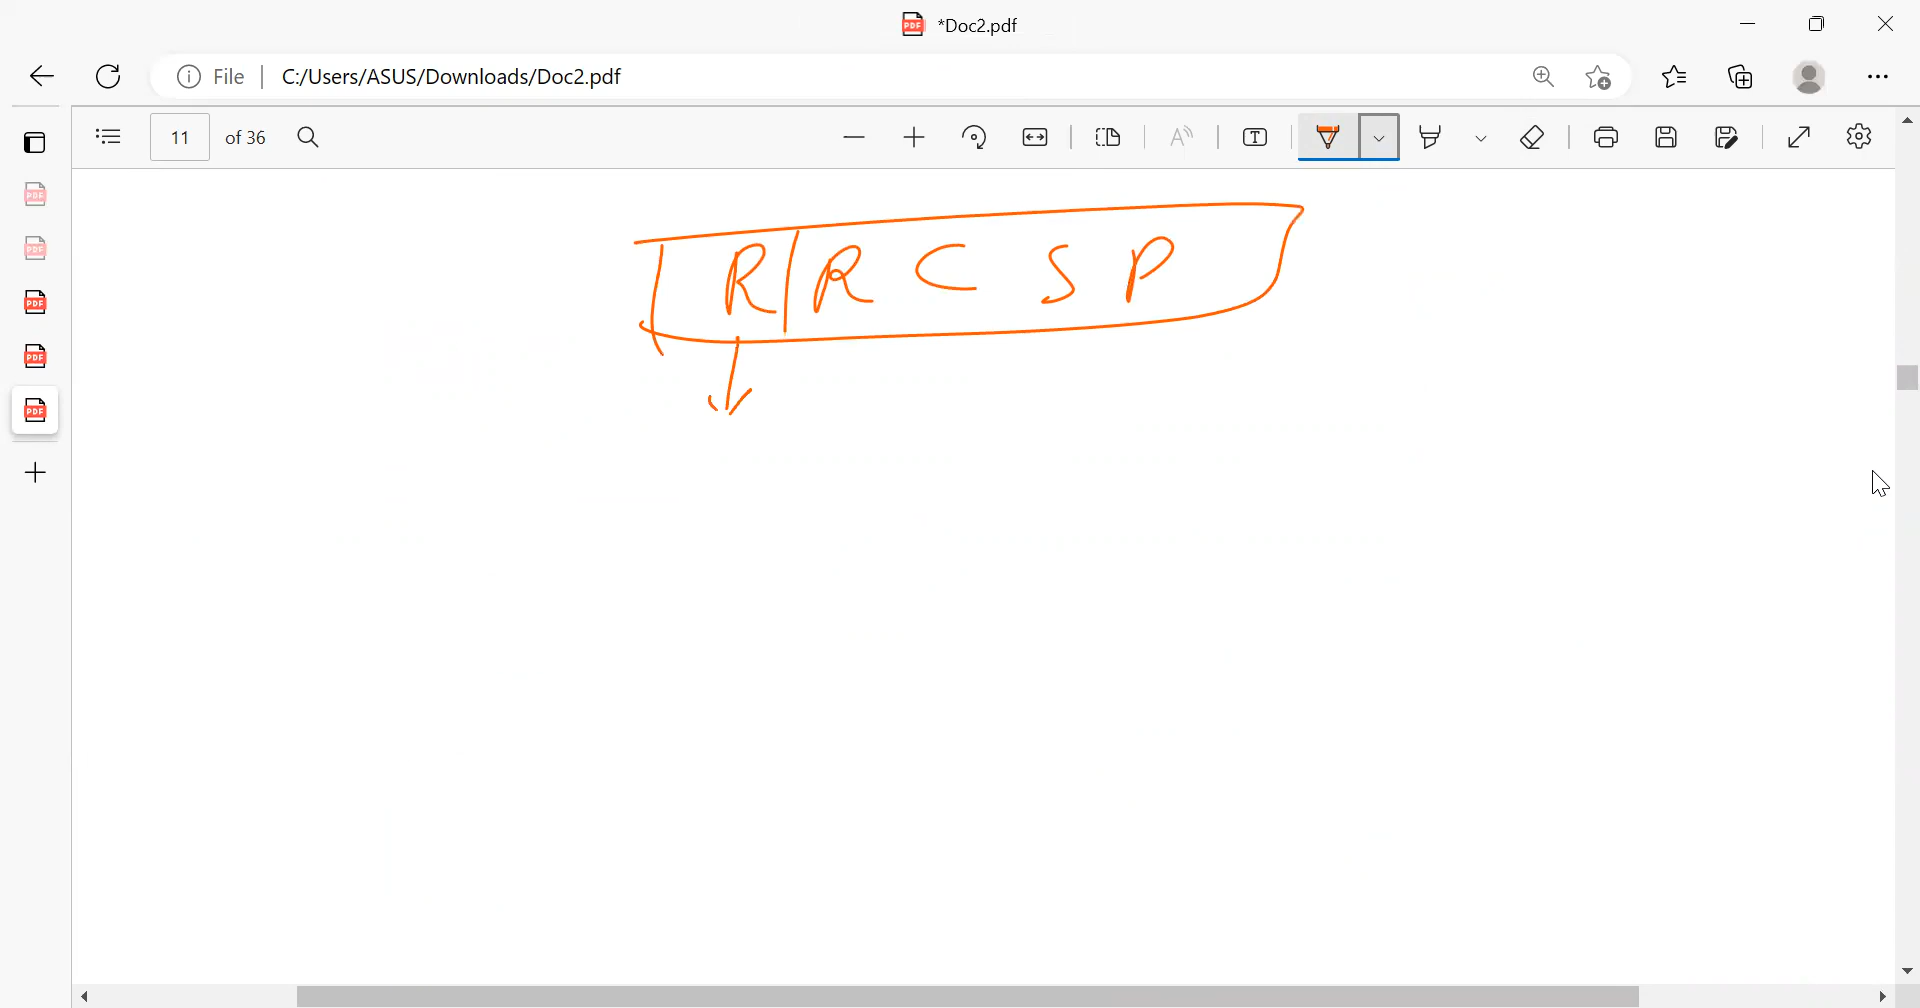 *Doc2.pdf
File C:/Users/ASUS/Downloads/Doc2.pdf
11 of 36
R R C S P